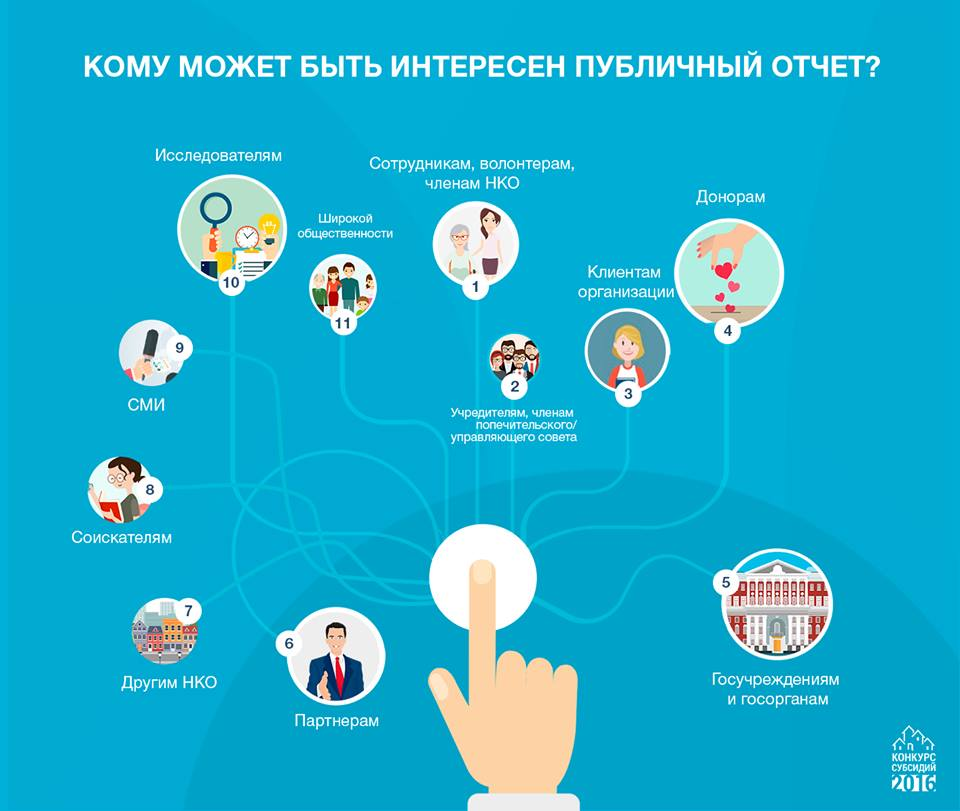 КОМУ МОЖЕТ БЫТЬ ИНТЕРЕСЕН ПУБЛИЧНЫЙ ОТЧЕТ?
Сотрудникам, волонтерам,
членам НКО
1
Учредителям, членам
попечительского/
управляющего совета
2
Клиентам
организации
3
Донорам
4
5
Госучреждениям
и госорганам
6
Партнерам
7
Другим НКО
8
Соискателям
9
СМИ
Исследователям
10
Широкой
общественности
11
КОНКУРС
СУБСИДИЙ
2016